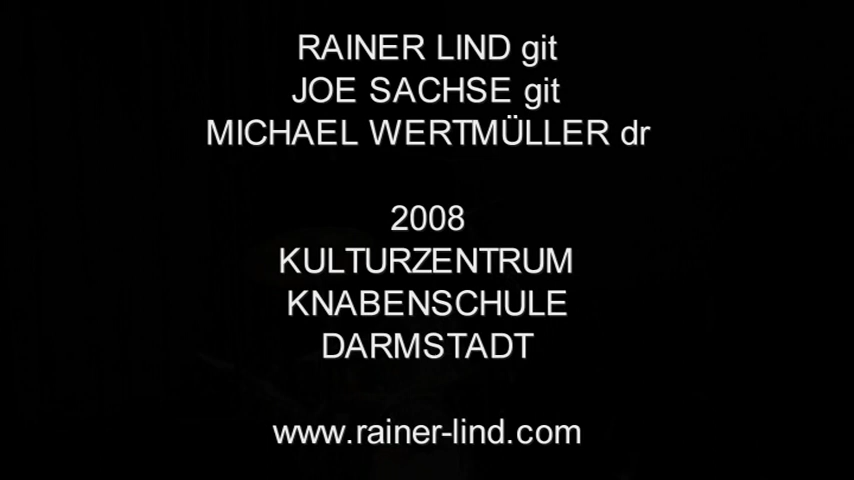 RAINER LIND git
JOE SACHSE git
MICHAEL WERTMÜLLER dr
2008
KULTURZENTRUM
KNABENSCHULE
DARMSTADT
www.rainer-lind.com